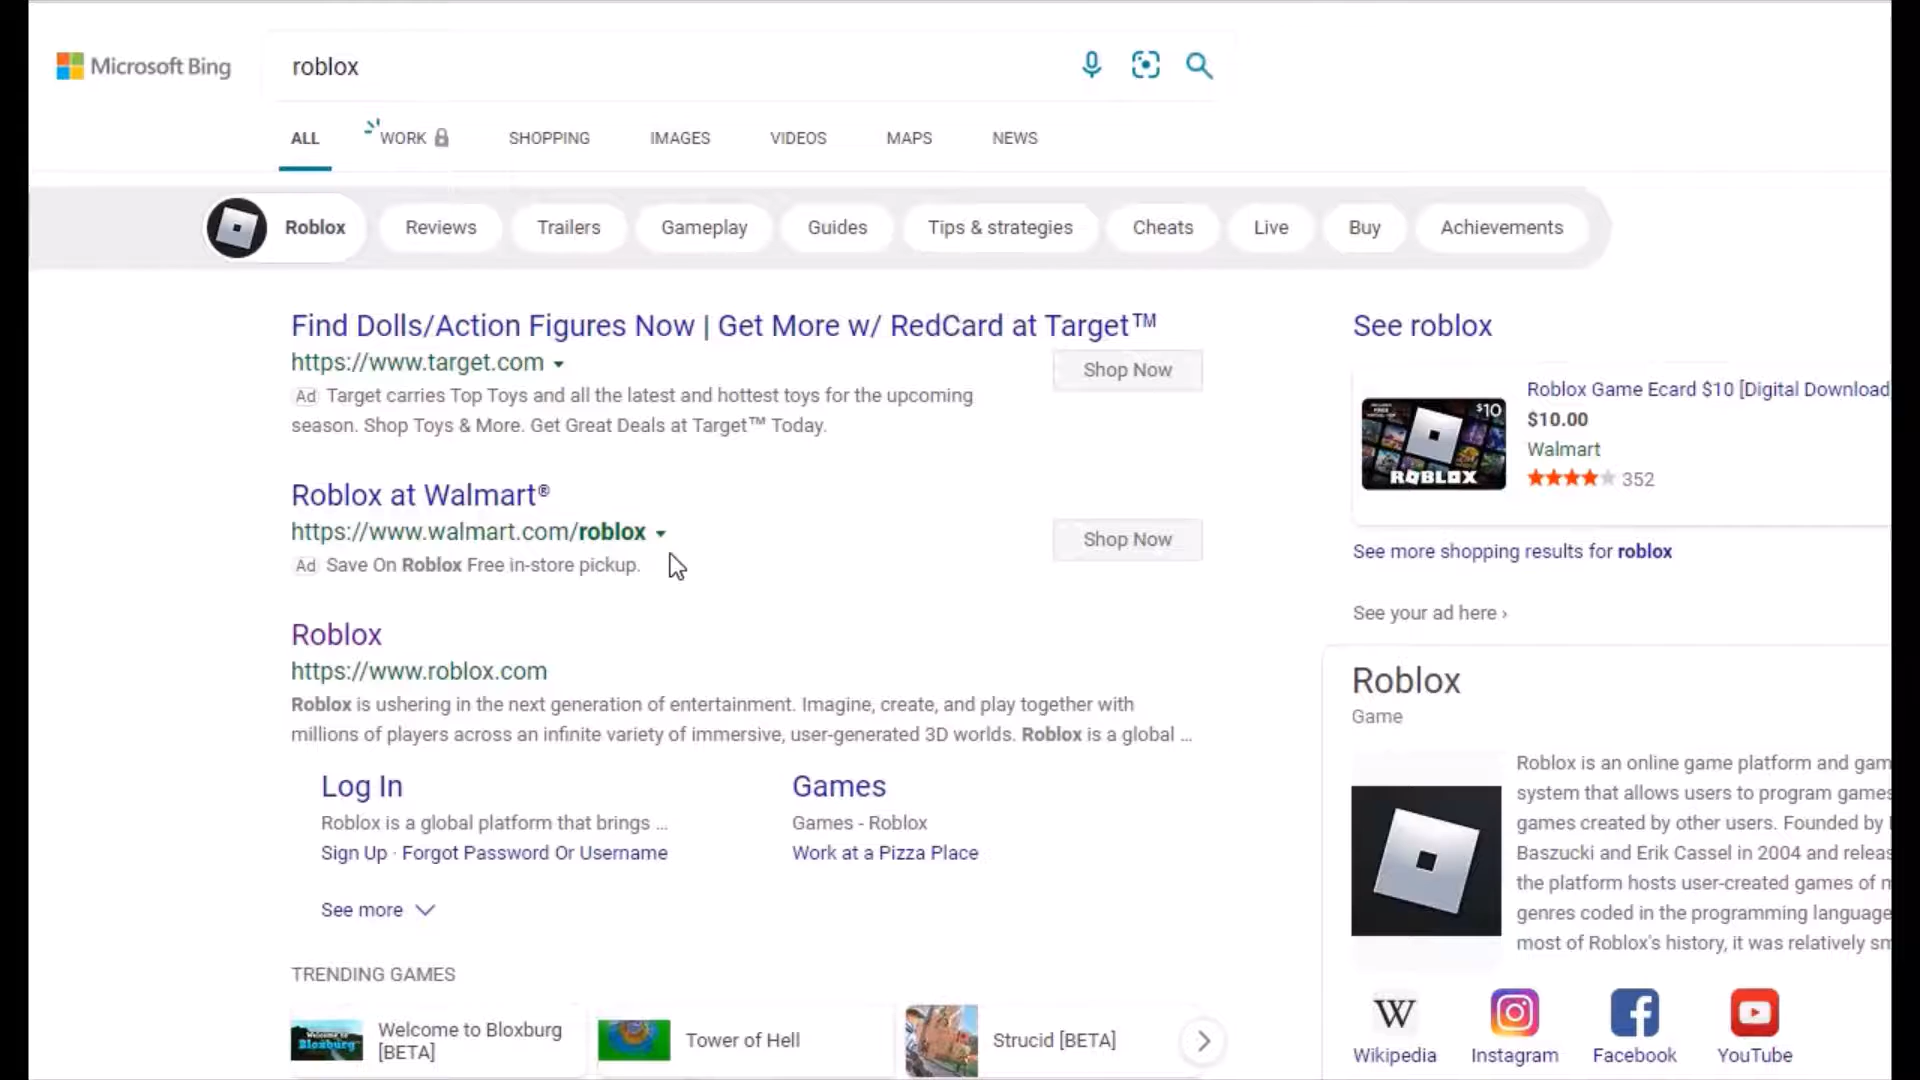 Microsoft Bing
roblox
ALL
WORK
SHOPPING
IMAGES
VIDEOS
MAPS
NEWS
Roblox
Reviews
Trailers
Gameplay
Guides
Tips & strategies
Cheats
Live
Buy
Achievements
Find Dolls/Action Figures Now | Get More w/ RedCard at Target™
https://www.target.com
Ad Target carries Top Toys and all the latest and hottest toys for the upcoming
season. Shop Toys & More. Get Great Deals at Target™ Today.
Shop Now
Roblox at Walmart®
https://www.walmart.com/roblox
Ad Save On Roblox Free in-store pickup.
Shop Now
Roblox
https://www.roblox.com
Roblox is ushering in the next generation of entertainment. Imagine, create, and play together with
millions of players across an infinite variety of immersive, user-generated 3D worlds. Roblox is a global ...
Log In
Roblox is a global platform that brings ...
Sign Up · Forgot Password Or Username
Games
Games - Roblox
Work at a Pizza Place
See more
TRENDING GAMES
Welcome to Bloxburg
[BETA]
Tower of Hell
Strucid [BETA]
See roblox
$10
ROBLOX
Roblox Game Ecard $10 [Digital Download
$10.00
Walmart
352
See more shopping results for roblox
See your ad here ›
Roblox
Game
Roblox is an online game platform and gam
system that allows users to program games
games created by other users. Founded by
Baszucki and Erik Cassel in 2004 and releas
the platform hosts user-created games of m
genres coded in the programming language
most of Roblox's history, it was relatively sm
W
Wikipedia
Instagram
Facebook
YouTube